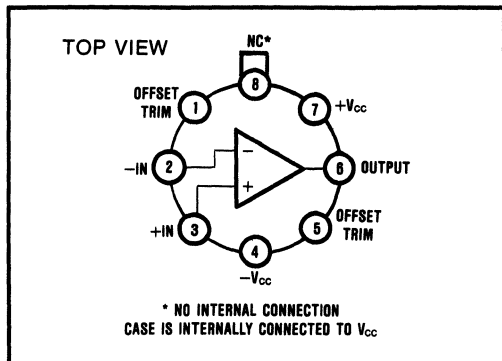 TOP VIEW
NC*
8
OFFSET
TRIM
1
7
+VCC
2
-IN
−
6
OUTPUT
+
+IN
3
5
OFFSET
TRIM
4
-VCC
* NO INTERNAL CONNECTION
CASE IS INTERNALLY CONNECTED TO VCC